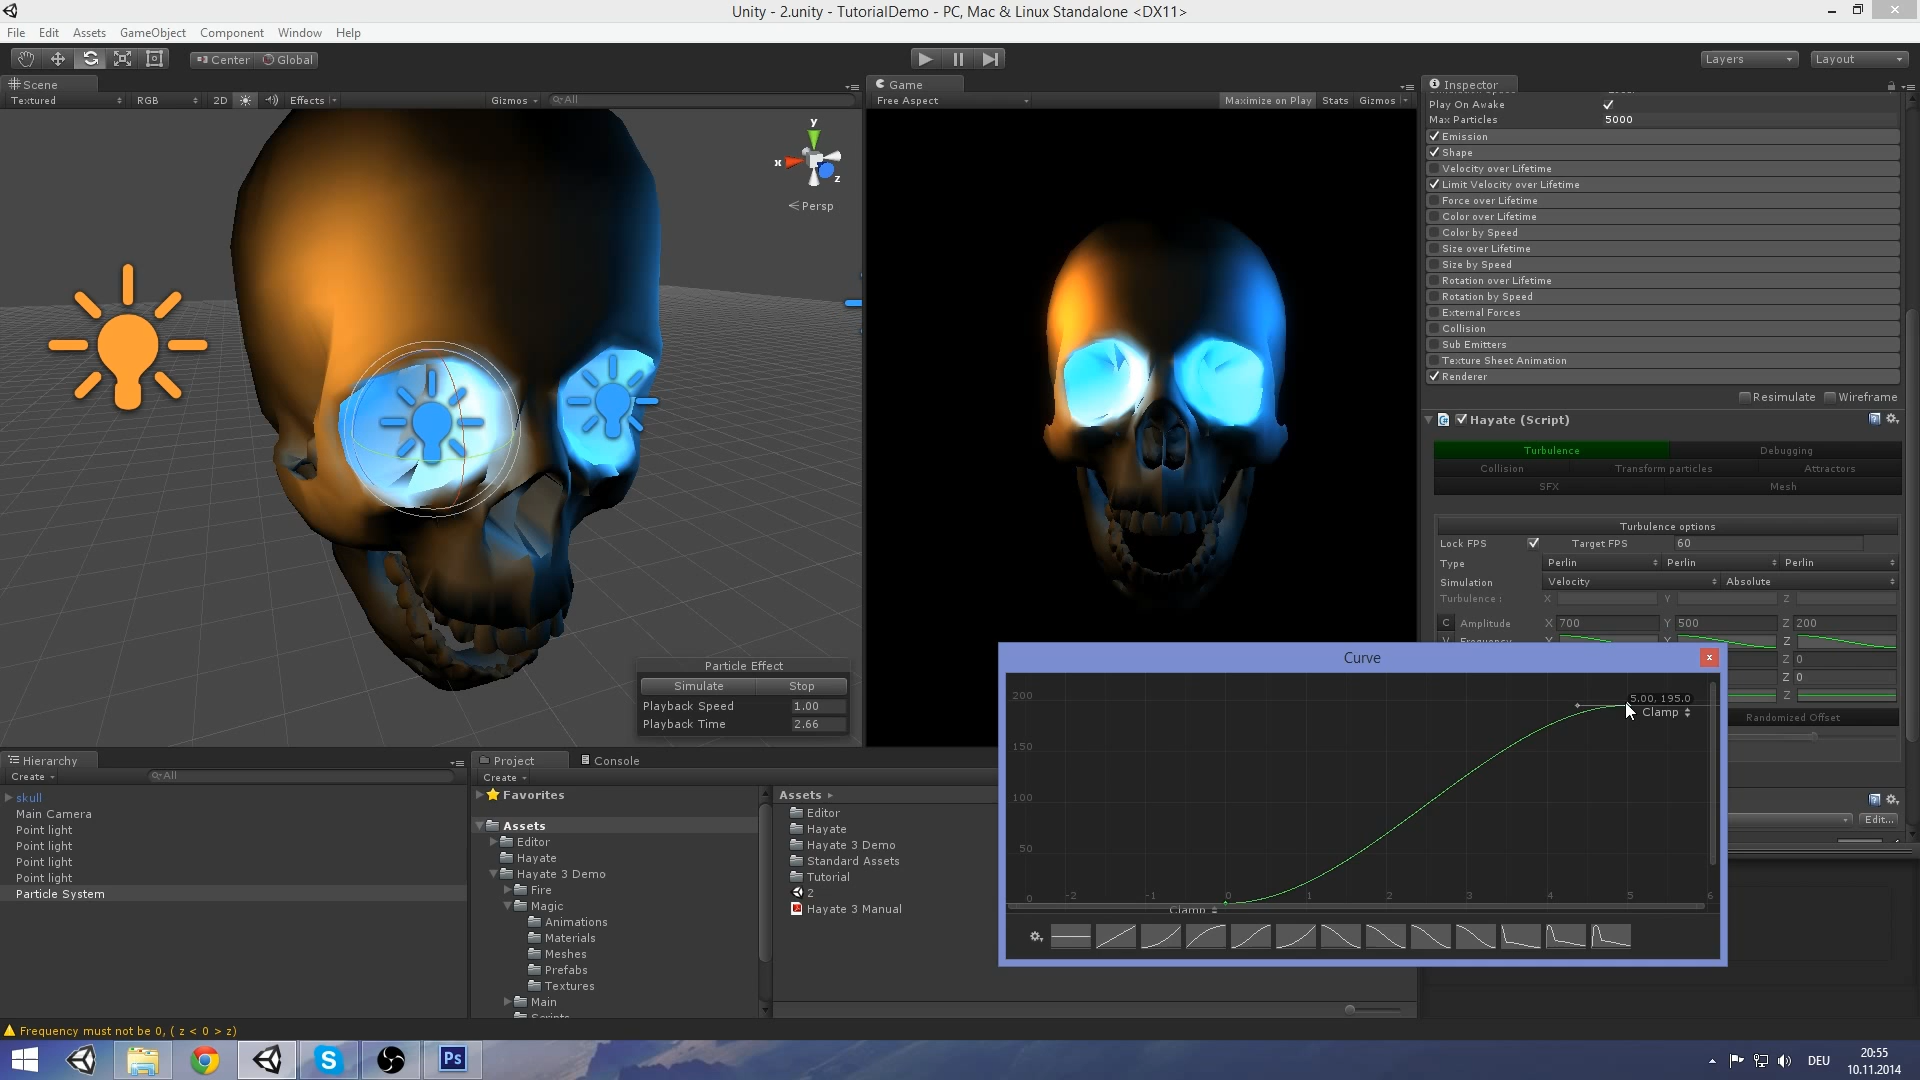 Unity - 2.unity - TutorialDemo - PC, Mac & Linux Standalone <DX11>
File Edit Assets GameObject Component Window Help
Center Global
Layers Layout
Scene
Textured RGB 2D Effects Gizmos All
Game
Free Aspect Maximize on Play Stats Gizmos
y
x
z
Persp
Particle Effect
Simulate Stop
Playback Speed 1.00
Playback Time 2.66
Inspector
Play On Awake
Max Particles 5000
Emission
Shape
Velocity over Lifetime
Limit Velocity over Lifetime
Force over Lifetime
Color over Lifetime
Color by Speed
Size over Lifetime
Size by Speed
Rotation over Lifetime
Rotation by Speed
External Forces
Collision
Sub Emitters
Texture Sheet Animation
Renderer
Resimulate Wireframe
Hayate (Script)
Turbulence Debugging
Collision Transform particles Attractors
SFX Mesh
Turbulence options
Lock FPS Target FPS 60
Type Perlin Perlin Perlin
Simulation Velocity Absolute
Turbulence : X Y Z
C Amplitude X 700 Y 500 Z 200
V Frequency X Y Z
Z 0
Z 0
Randomized Offset
Edit...
Curve
5.00, 195.0
Clamp
200
150
100
50
0
-2 -1 0 1 2 3 4 5 6
Clamp
Hierarchy
Create All
skull
Main Camera
Point light
Point light
Point light
Point light
Particle System
Project Console
Create
Favorites
Assets
Editor
Hayate
Hayate 3 Demo
Fire
Magic
Animations
Materials
Meshes
Prefabs
Textures
Main
Scripts
Assets
Editor
Hayate
Hayate 3 Demo
Standard Assets
Tutorial
2
Hayate 3 Manual
Frequency must not be 0, ( z < 0 > z)
S
Ps
DEU
20:55
10.11.2014